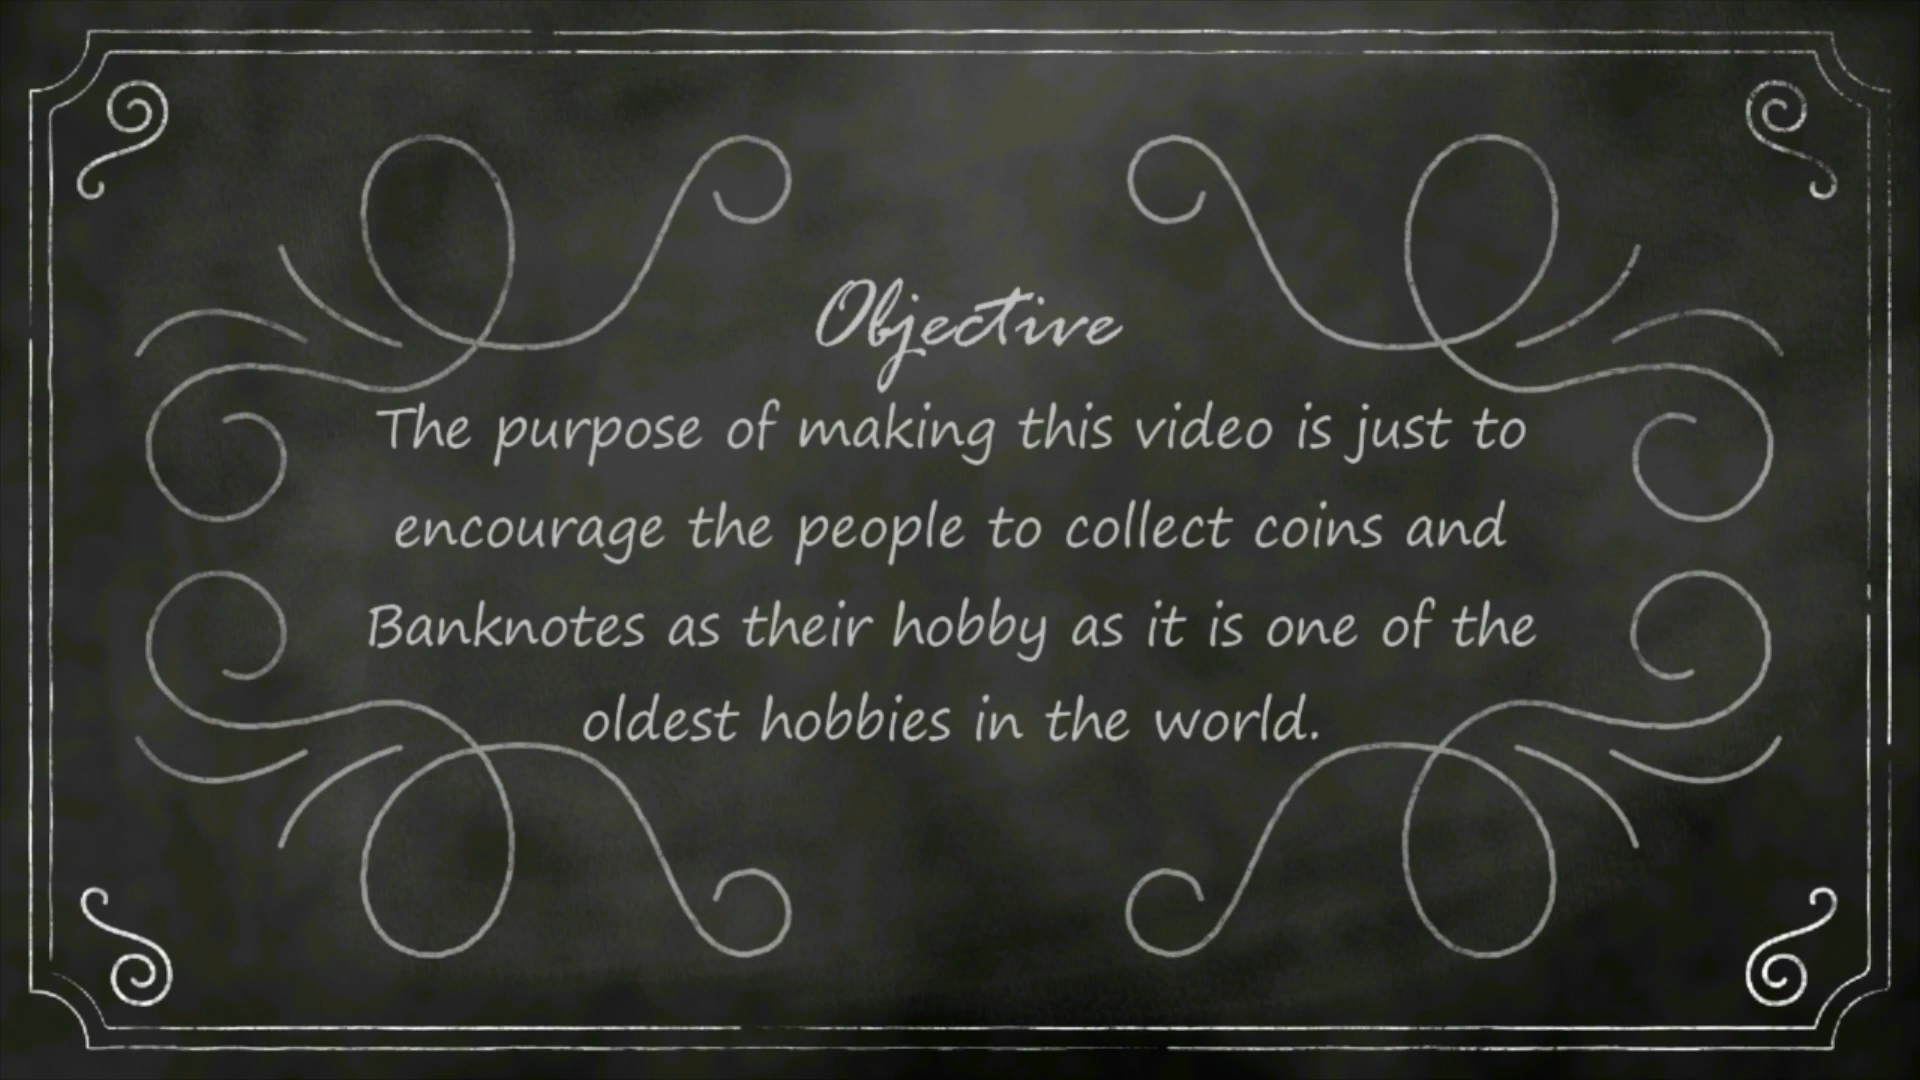 Objective
The purpose of making this video is just to
encourage the people to collect coins and
Banknotes as their hobby as it is one of the
oldest hobbies in the world.